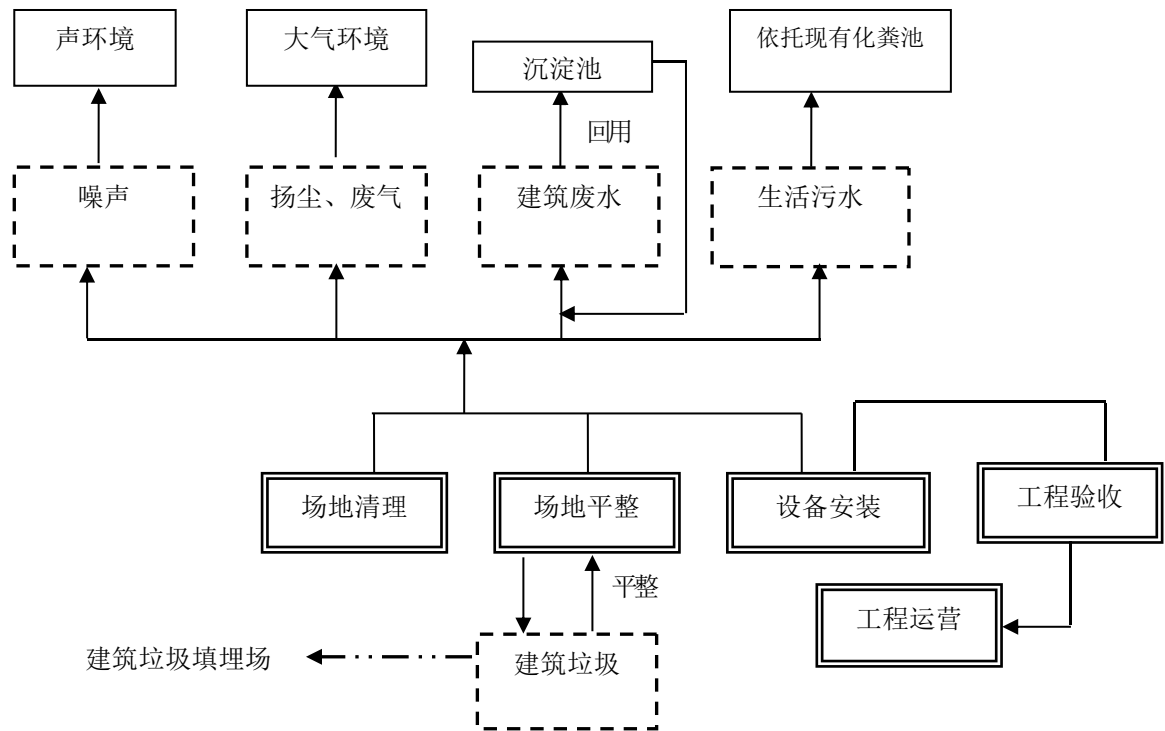 声环境
大气环境
沉淀池
依托现有化粪池
回用
噪声
扬尘、废气
建筑废水
生活污水
场地清理
场地平整
设备安装
工程验收
平整
工程运营
建筑垃圾填埋场
建筑垃圾